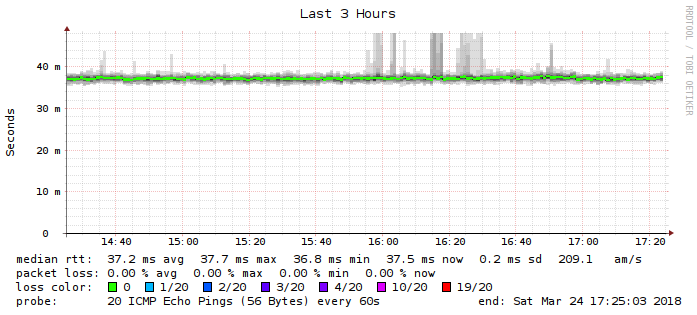 Last 3 Hours
RRDTOOL / TOBI OETIKER
Seconds
40 m
30 m
20 m
10 m
0
14:40 15:00 15:20 15:40 16:00 16:20 16:40 17:00 17:20
median rtt: 37.2 ms avg 37.7 ms max 36.8 ms min 37.5 ms now 0.2 ms sd 209.1 am/s
packet loss: 0.00 % avg 0.00 % max 0.00 % min 0.00 % now
loss color: 0 1/20 2/20 3/20 4/20 10/20 19/20
probe: 20 ICMP Echo Pings (56 Bytes) every 60s end: Sat Mar 24 17:25:03 2018